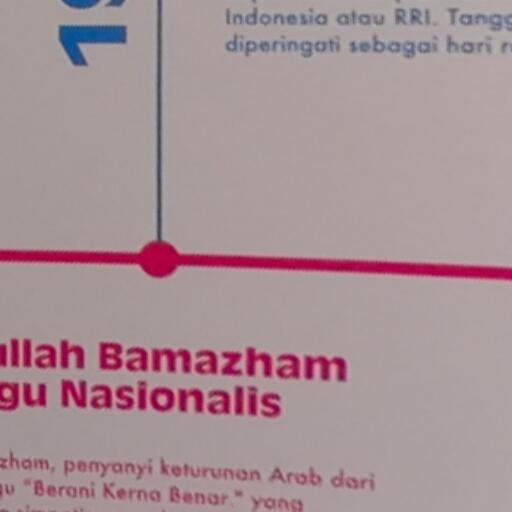 Indonesia atau RRI.
diperingati sebagai hari
ullah Bamazham
gu Nasionalis
zham, penyanyi keturunan Arab dari
gu "Berani Kerna Benar." yang